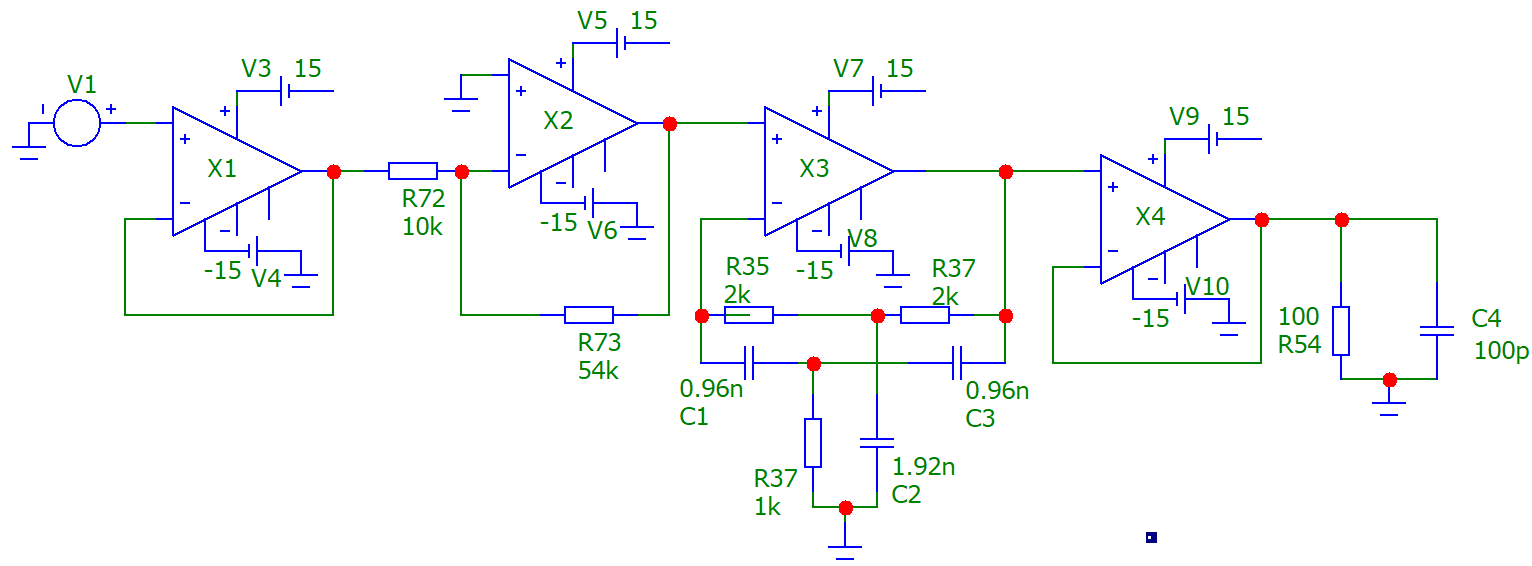 V5 15
V3 15
V7 15
V1
V9 15
+
+
+
+
+
+
+
+
+
X1
X2
X3
X4
−
−
−
−
−
−
−
−
R72
10k
-15 V6
-15 V4
-15 V8
-15 V10
R35
2k
R37
2k
R73
54k
100
R54
C4
100p
0.96n
C1
0.96n
C3
R37
1k
1.92n
C2